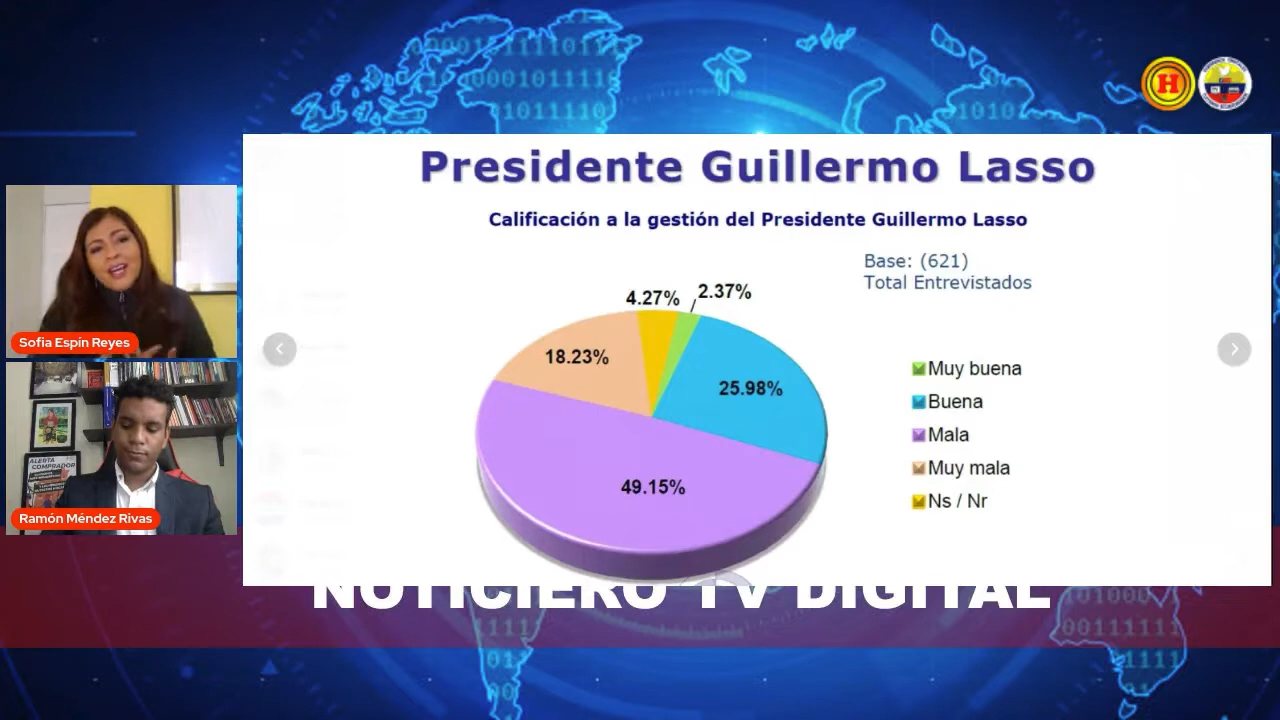 H
Presidente Guillermo Lasso
Calificación a la gestión del Presidente Guillermo Lasso
Base: (621)
Total Entrevistados
4.27%
2.37%
18.23%
25.98%
49.15%
Muy buena
Buena
Mala
Muy mala
Ns / Nr
Sofia Espín Reyes
ALERTA
COMPRADOR
Ramón Méndez Rivas
NOTICIERO TV DIGITAL